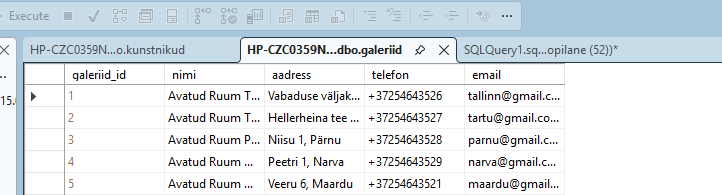 Execute
HP-CZC0359N...o.kunstnikud HP-CZC0359N...dbo.galeriid SQLQuery1.sq...opilane (52))*
galeriid_id nimi aadress telefon email
1 Avatud Ruum T... Vabaduse väljak... +37254643526 tallinn@gmail.c...
2 Avatud Ruum T... Hellerheina tee ... +37254643527 tartu@gmail.co...
15.0
3 Avatud Ruum P... Niisu 1, Pärnu +37254643528 parnu@gmail.c...
4 Avatud Ruum ... Peetri 1, Narva +37254643529 narva@gmail.c...
5 Avatud Ruum ... Veeru 6, Maardu +37254643521 maardu@gmail...